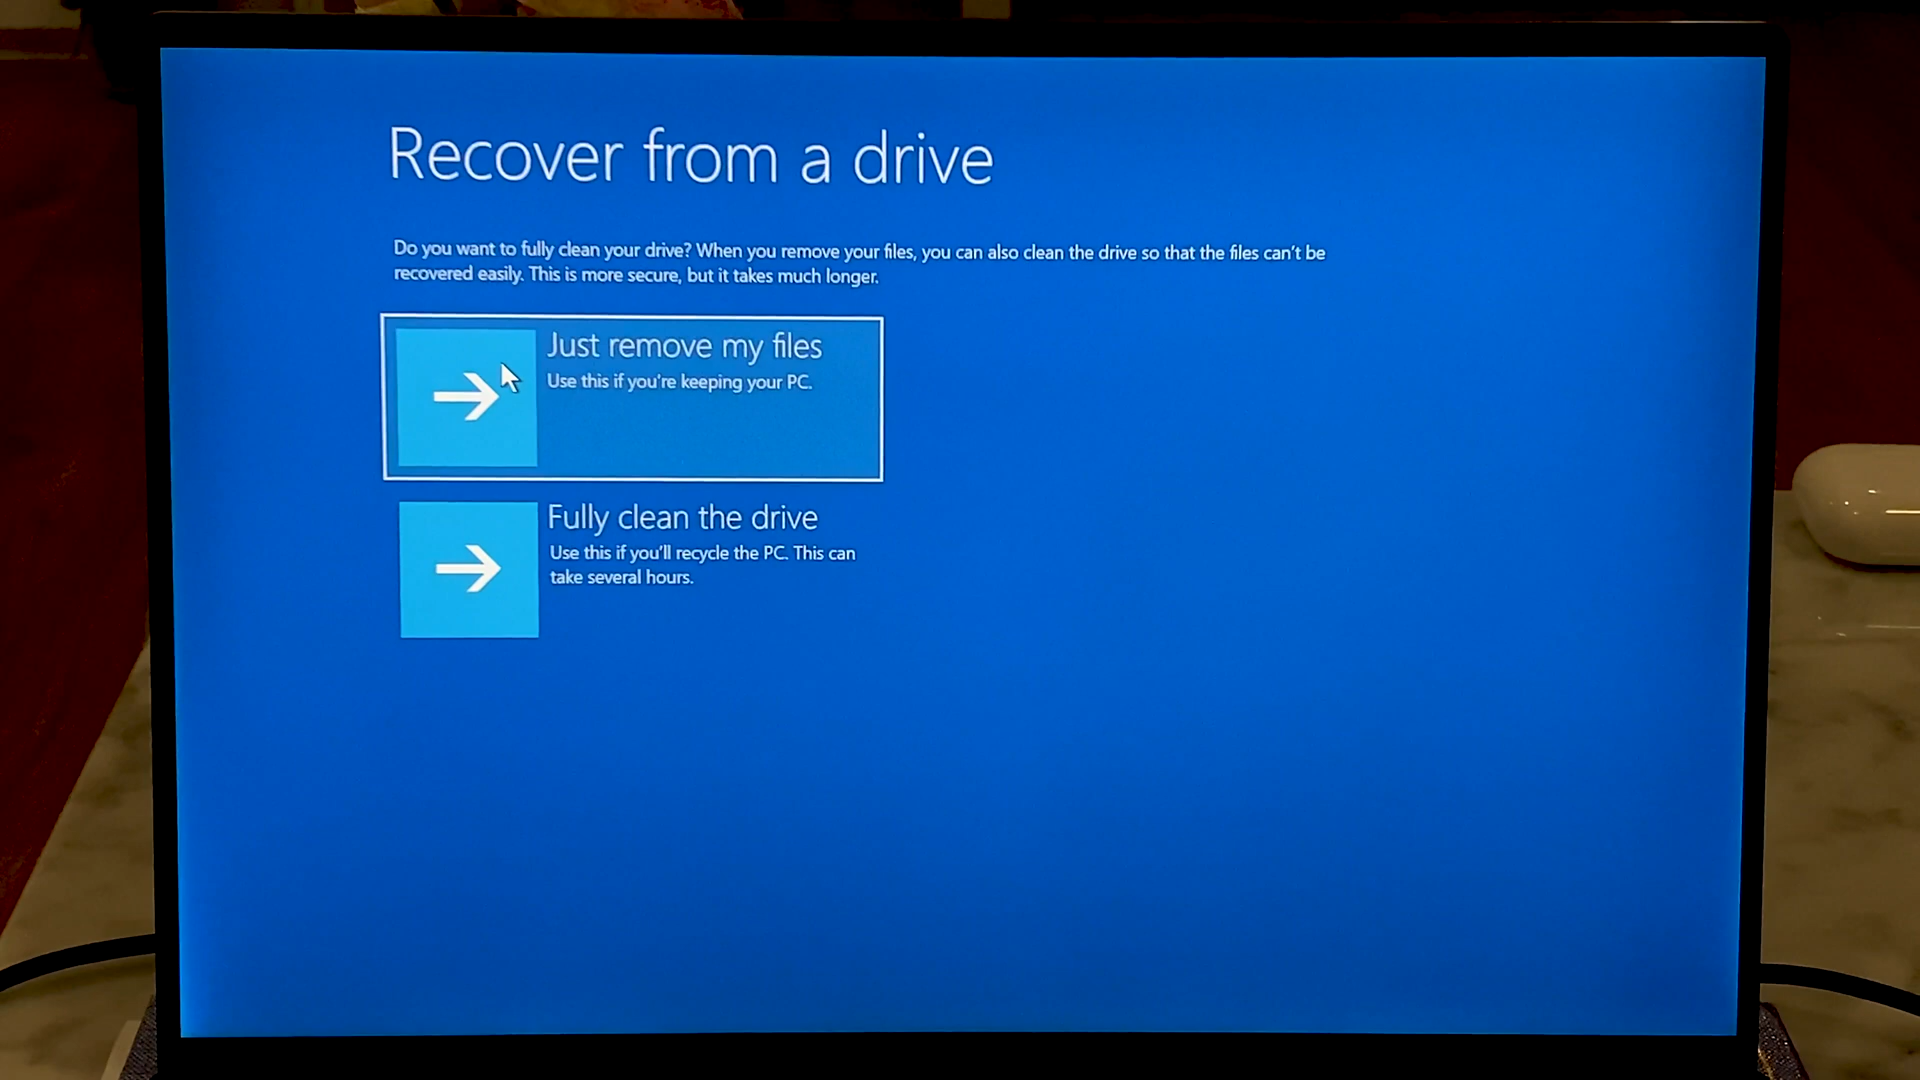 Recover from a drive
Do you want to fully clean your drive? When you remove your files, you can also clean the drive so that the files can't be
recovered easily. This is more secure, but it takes much longer.
Just remove my files
Use this if you're keeping your PC.
Fully clean the drive
Use this if you'll recycle the PC. This can
take several hours.